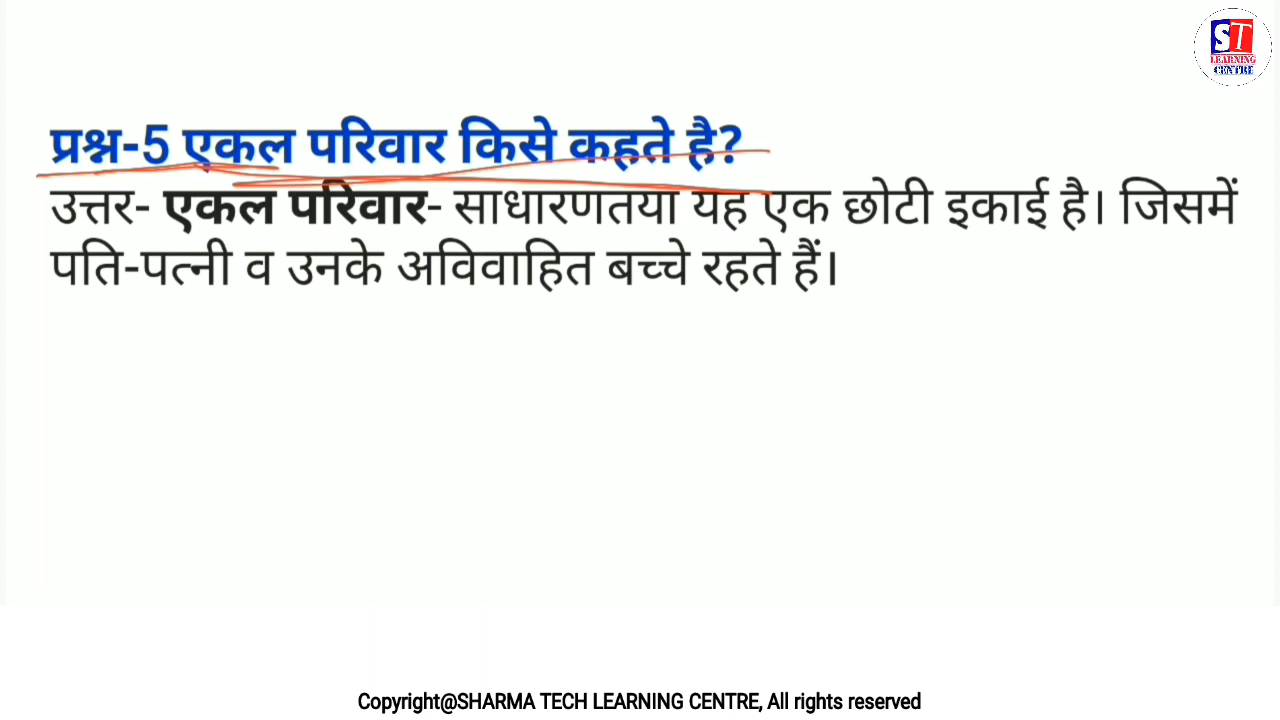 ST
LEARNING
CENTRE
प्रश्न-5 एकल परिवार किसे कहते है?
उत्तर- एकल परिवार- साधारणतया यह एक छोटी इकाई है। जिसमें
पति-पत्नी व उनके अविवाहित बच्चे रहते हैं।
Copyright@SHARMA TECH LEARNING CENTRE, All rights reserved